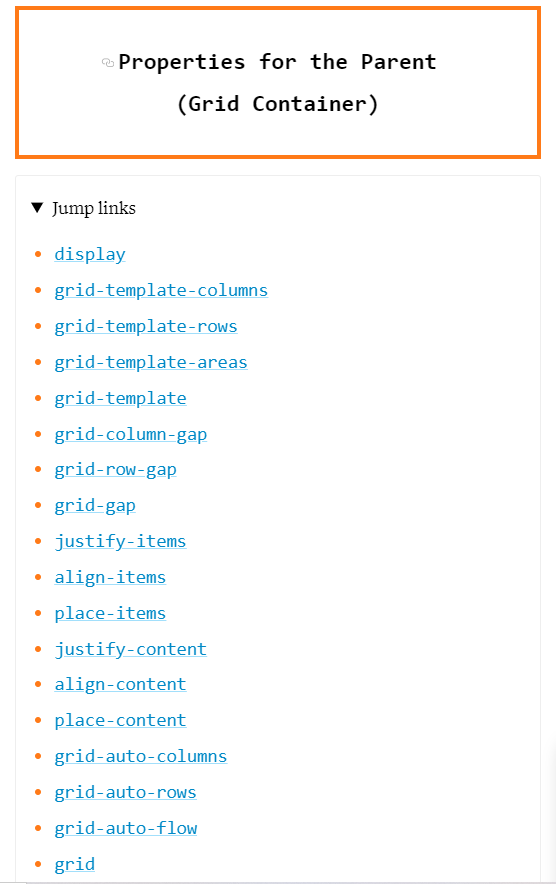 Properties for the Parent
(Grid Container)
Jump links
display
grid-template-columns
grid-template-rows
grid-template-areas
grid-template
grid-column-gap
grid-row-gap
grid-gap
justify-items
align-items
place-items
justify-content
align-content
place-content
grid-auto-columns
grid-auto-rows
grid-auto-flow
grid